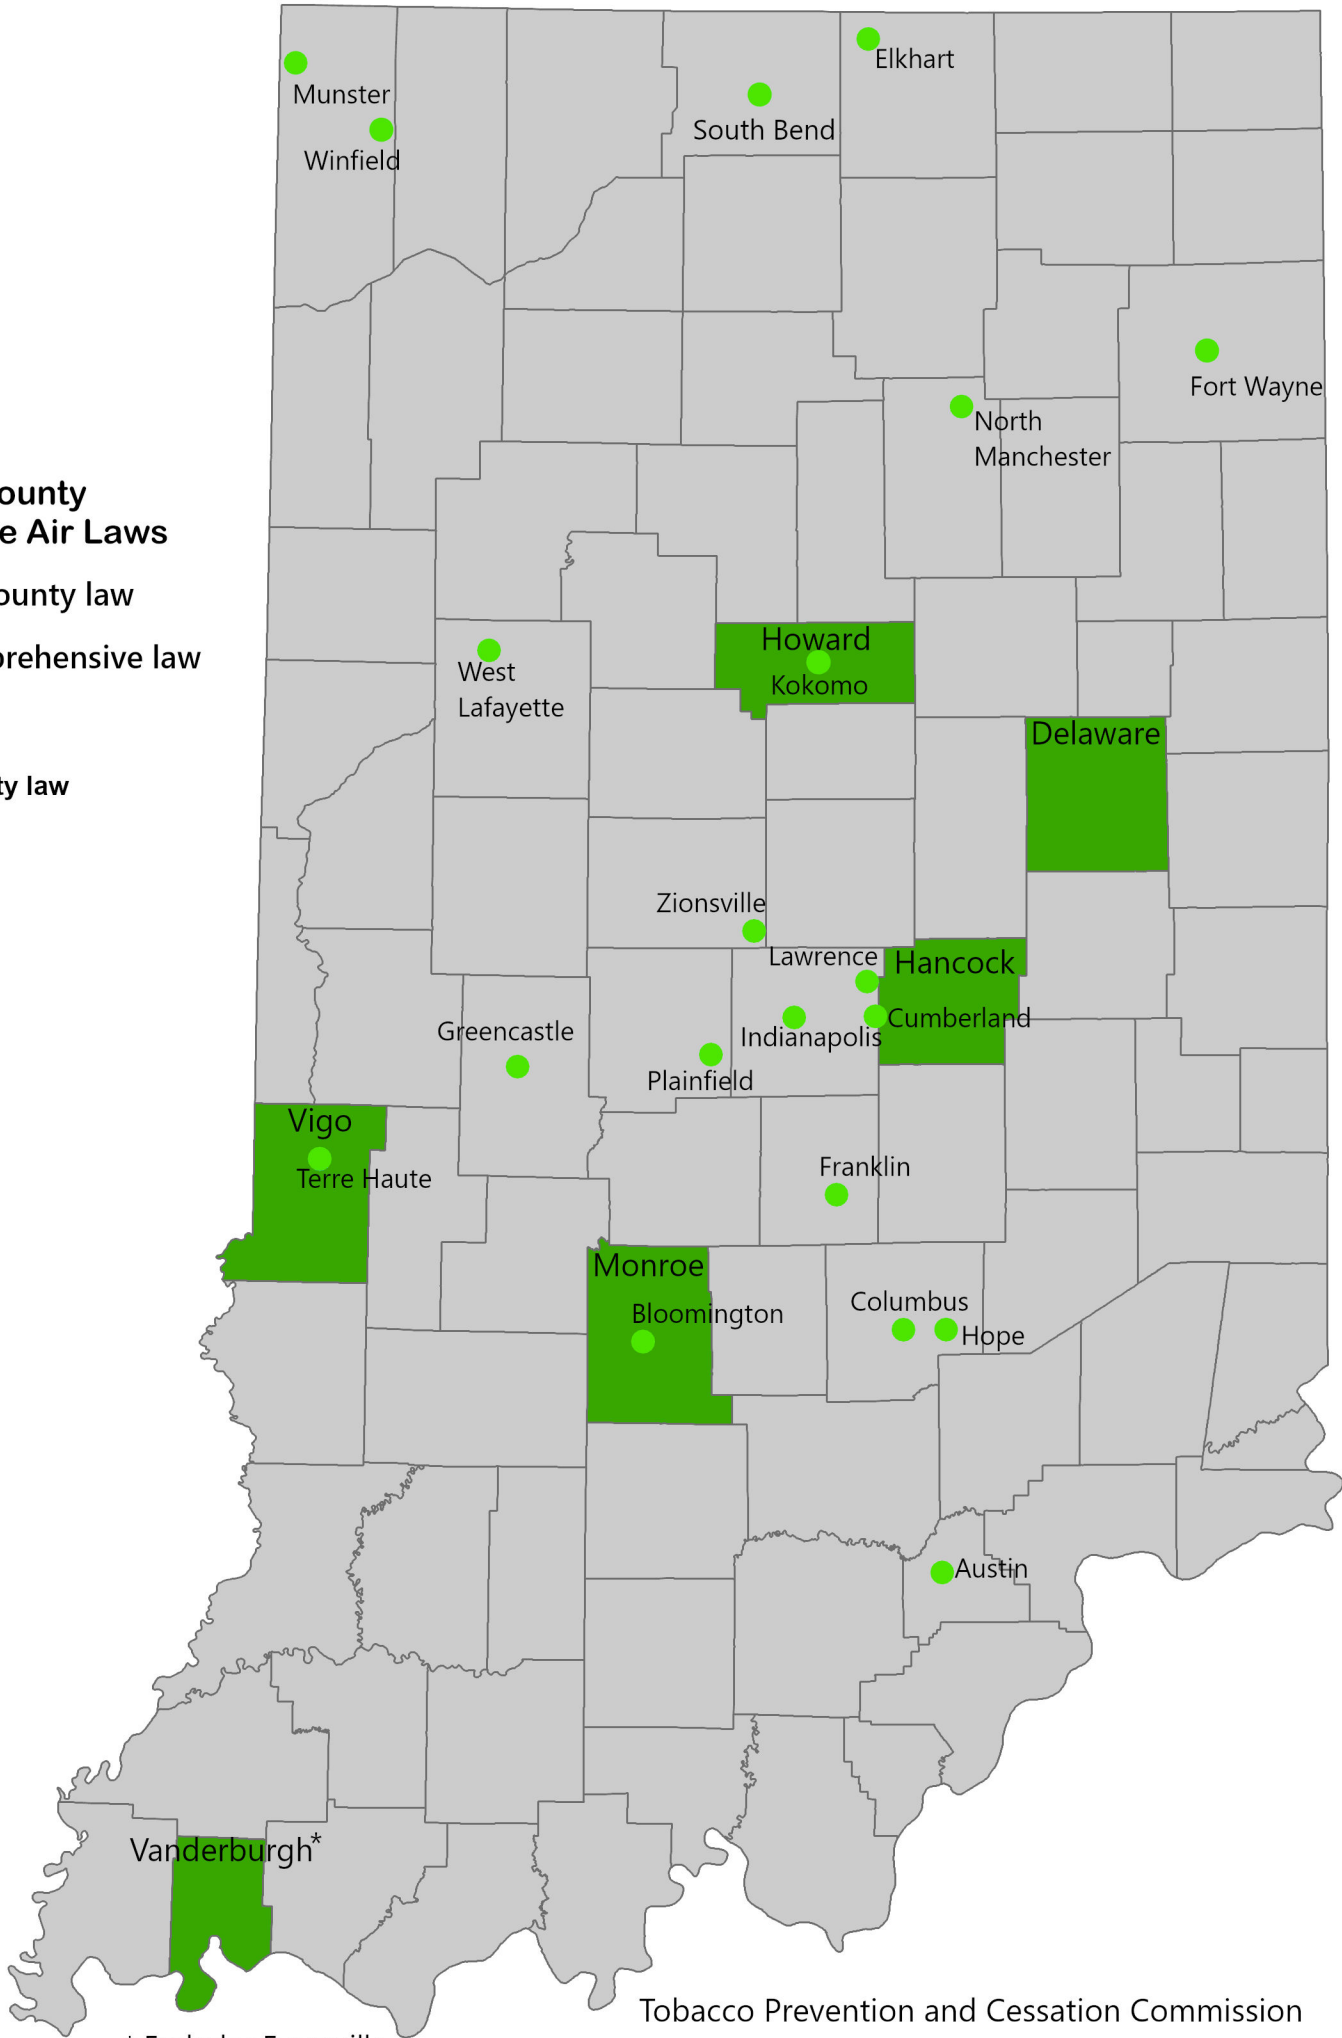 Elkhart
Munster
South Bend
Winfield
Fort Wayne
North
Manchester
ounty
e Air Laws
ounty law
prehensive law
ty law
Howard
Kokomo
West
Lafayette
Delaware
Zionsville
Lawrence
Hancock
Cumberland
Indianapolis
Greencastle
Plainfield
Vigo
Terre Haute
Franklin
Monroe
Bloomington
Columbus
Hope
Austin
Vanderburgh*
Tobacco Prevention and Cessation Commission